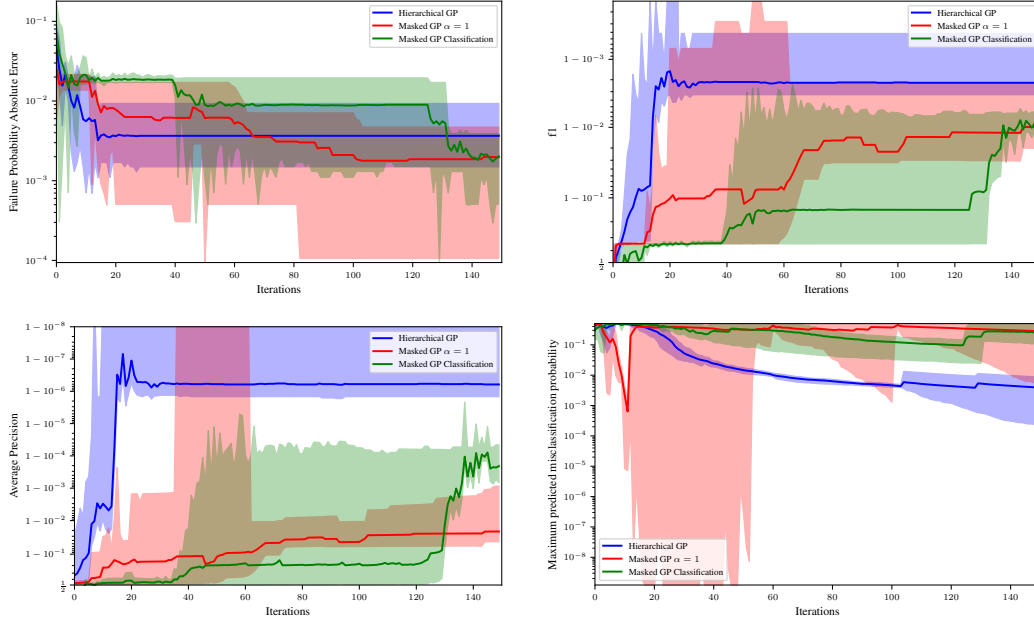 Failure Probability Absolute Error
10⁻¹
10⁻²
10⁻³
10⁻⁴
0 20 40 60 80 100 120 140
Iterations
Hierarchical GP
Masked GP α = 1
Masked GP Classification
f1
1 − 10⁻³
1 − 10⁻²
1 − 10⁻¹
½
0 20 40 60 80 100 120 140
Iterations
Hierarchical GP
Masked GP α = 1
Masked GP Classification
Average Precision
1 − 10⁻⁸
1 − 10⁻⁷
1 − 10⁻⁶
1 − 10⁻⁵
1 − 10⁻⁴
1 − 10⁻³
1 − 10⁻²
1 − 10⁻¹
½
0 20 40 60 80 100 120 140
Iterations
Hierarchical GP
Masked GP α = 1
Masked GP Classification
Maximum predicted misclassification probability
10⁻¹
10⁻²
10⁻³
10⁻⁴
10⁻⁵
10⁻⁶
10⁻⁷
10⁻⁸
0 20 40 60 80 100 120 140
Iterations
Hierarchical GP
Masked GP α = 1
Masked GP Classification